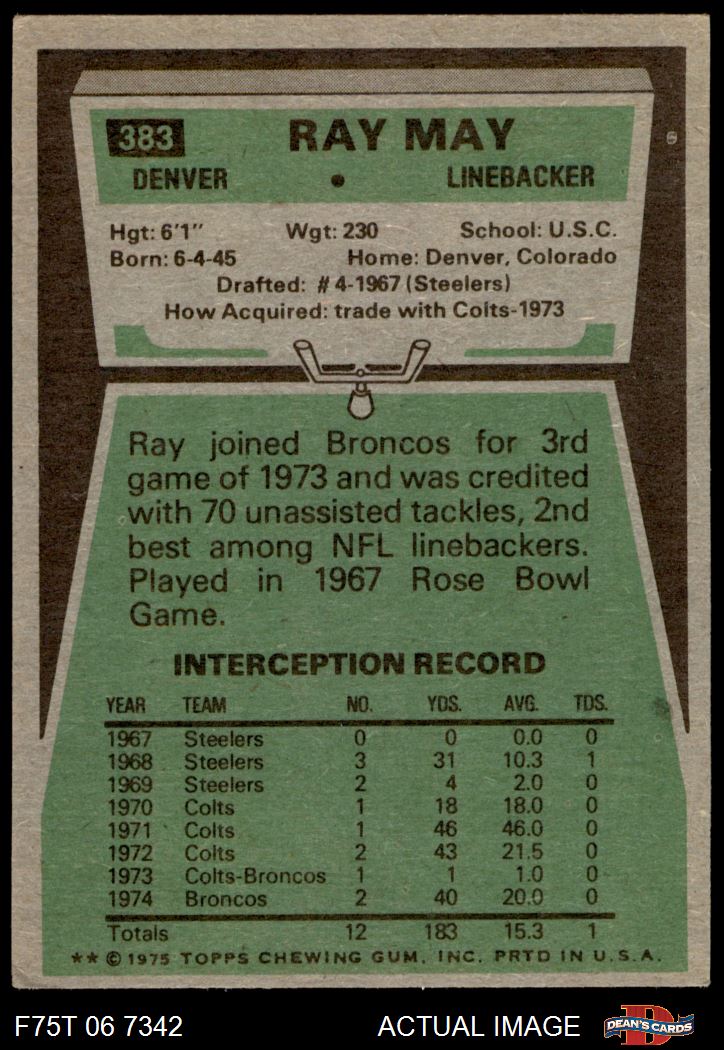 383 RAY MAY
DENVER • LINEBACKER
Hgt: 6'1" Wgt: 230 School: U.S.C.
Born: 6-4-45 Home: Denver, Colorado
Drafted: #4-1967 (Steelers)
How Acquired: trade with Colts-1973
Ray joined Broncos for 3rd
game of 1973 and was credited
with 70 unassisted tackles, 2nd
best among NFL linebackers.
Played in 1967 Rose Bowl
Game.
INTERCEPTION RECORD
YEAR TEAM NO. YDS. AVG. TDS.
1967 Steelers 0 0 0.0 0
1968 Steelers 3 31 10.3 1
1969 Steelers 2 4 2.0 0
1970 Colts 1 18 18.0 0
1971 Colts 1 46 46.0 0
1972 Colts 2 43 21.5 0
1973 Colts-Broncos 1 1 1.0 0
1974 Broncos 2 40 20.0 0
Totals 12 183 15.3 1
** © 1975 TOPPS CHEWING GUM, INC. PRTD IN U.S.A.
F75T 06 7342 ACTUAL IMAGE D DEAN'S CARDS